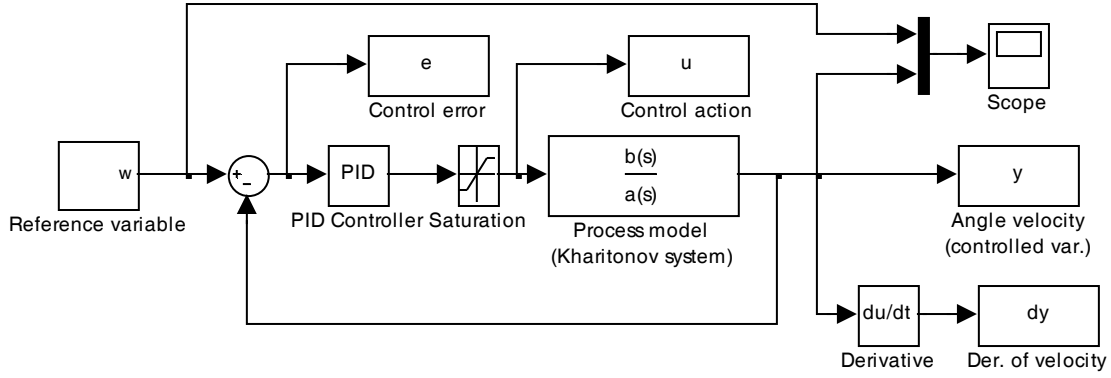 e
Control error
u
Control action
Scope
w
Reference variable
+
−
PID
PID Controller
Saturation
b(s)
a(s)
Process model
(Kharitonov system)
y
Angle velocity
(controlled var.)
du/dt
Derivative
dy
Der. of velocity